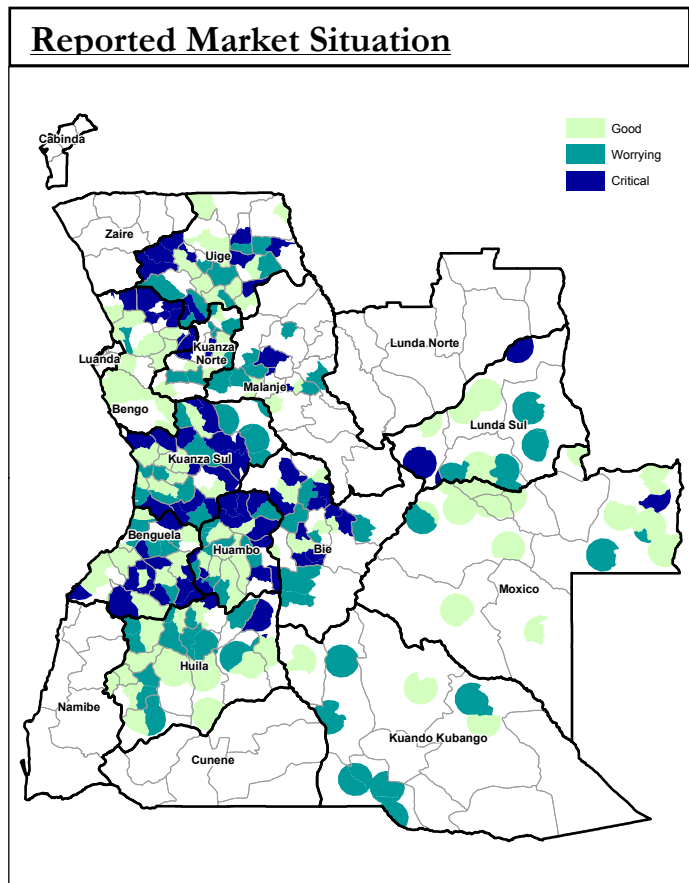 Reported Market Situation
Good
Worrying
Critical
Cabinda
Zaire
Uige
Lunda Norte
Luanda
Kuanza
Norte
Malanje
Bengo
Lunda Sul
Kuanza Sul
Benguela
Huambo
Bie
Moxico
Huila
Namibe
Kuando Kubango
Cunene